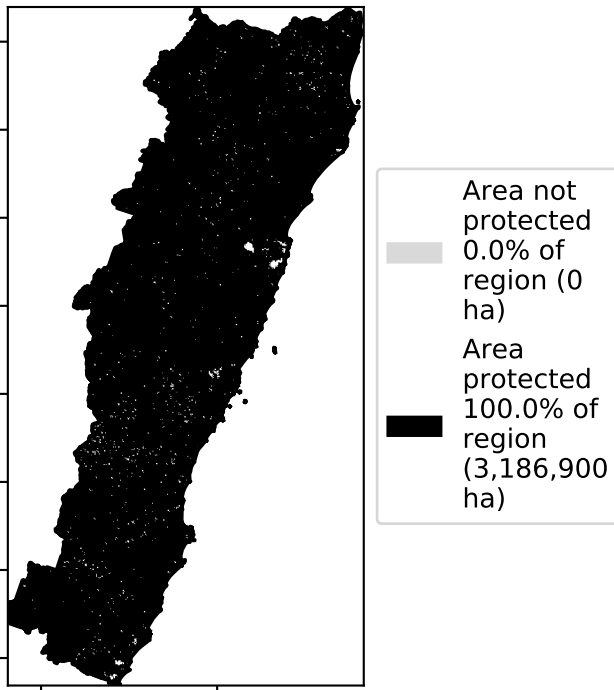 Area not
protected
0.0% of
region (0
ha)
Area
protected
100.0% of
region
(3,186,900
ha)